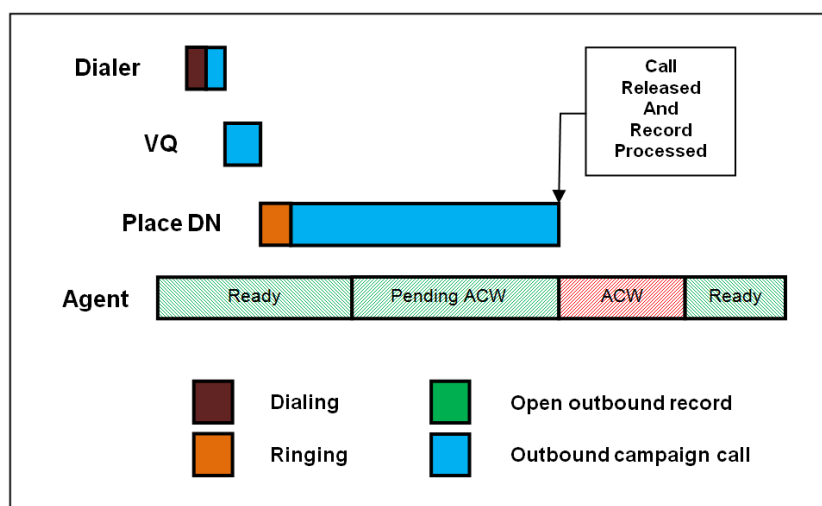 Dialer
Call
Released
And
Record
Processed
VQ
Place DN
Agent
Ready
Pending ACW
ACW
Ready
Dialing
Open outbound record
Ringing
Outbound campaign call